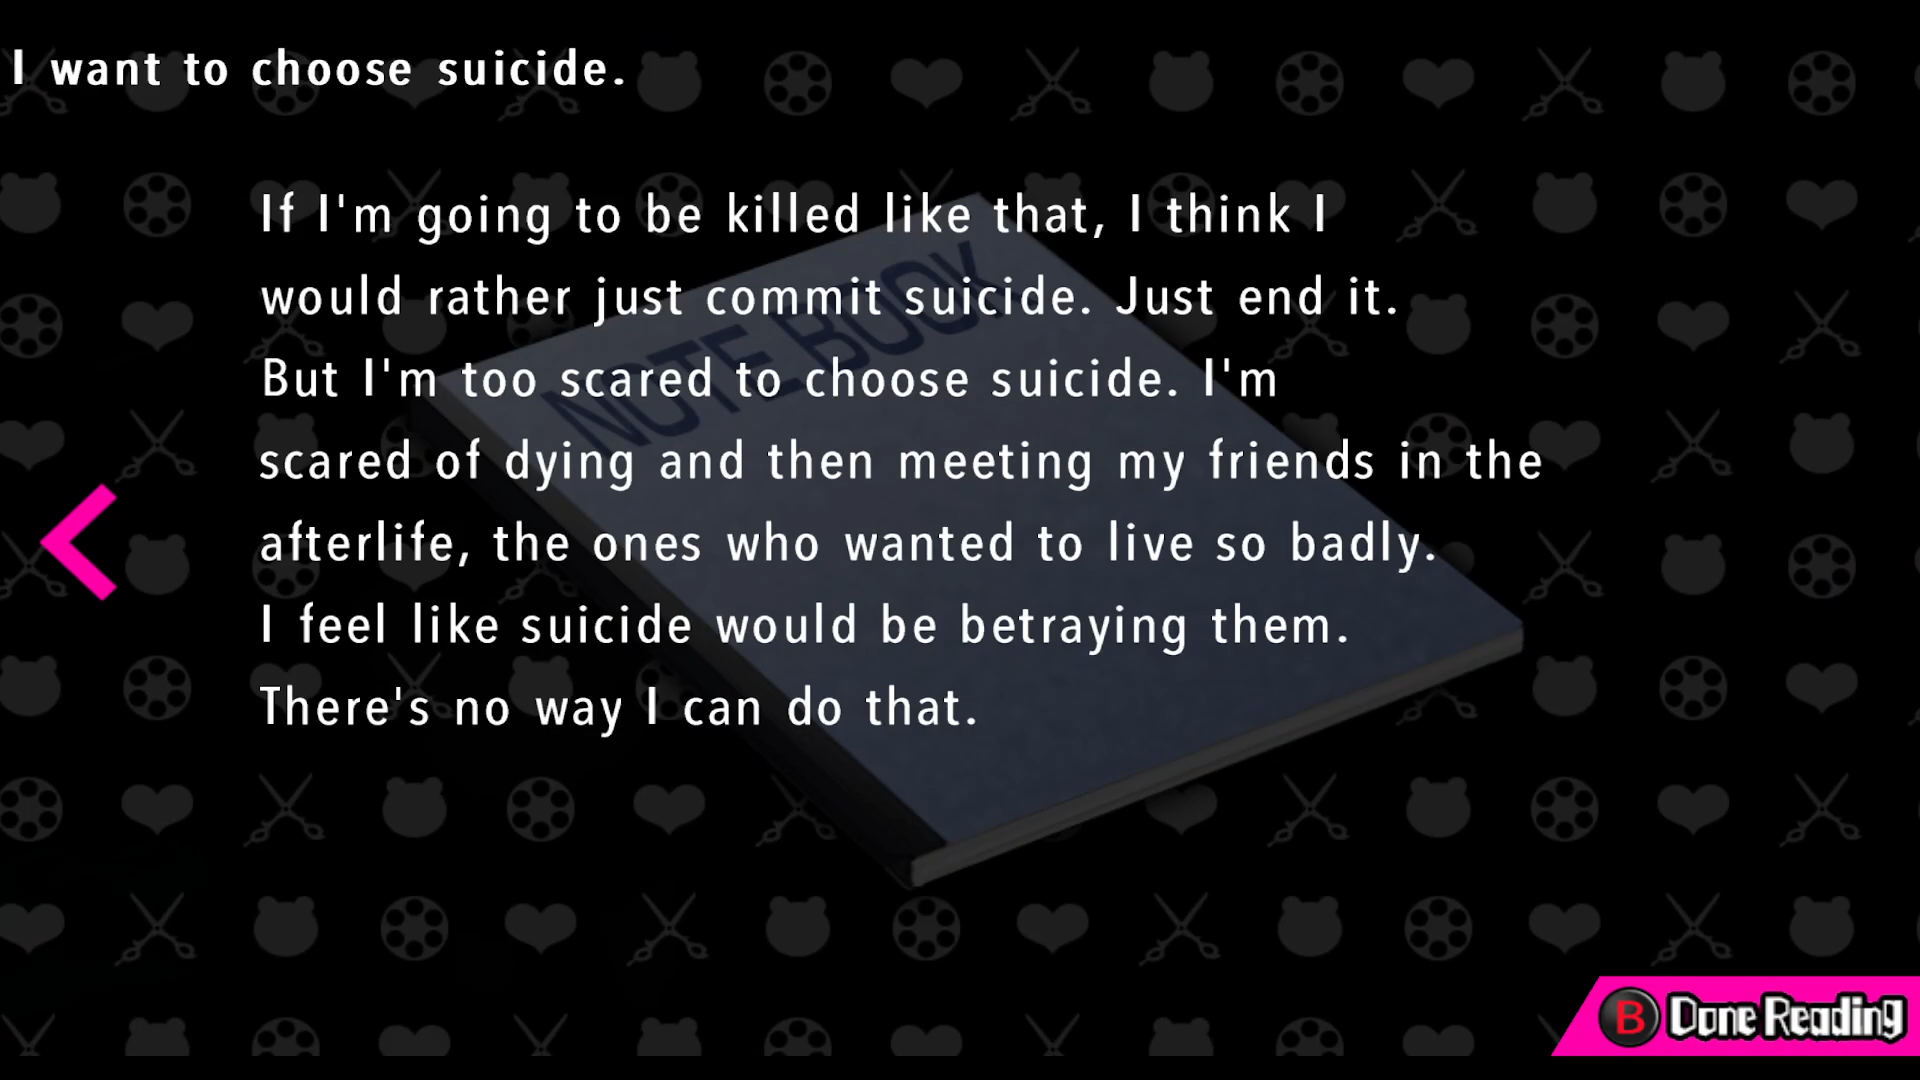 I want to choose suicide.
If I'm going to be killed like that, I think I
would rather just commit suicide. Just end it.
But I'm too scared to choose suicide. I'm
scared of dying and then meeting my friends in the
afterlife, the ones who wanted to live so badly.
I feel like suicide would be betraying them.
There's no way I can do that.
NOTE BOOK
B Done Reading